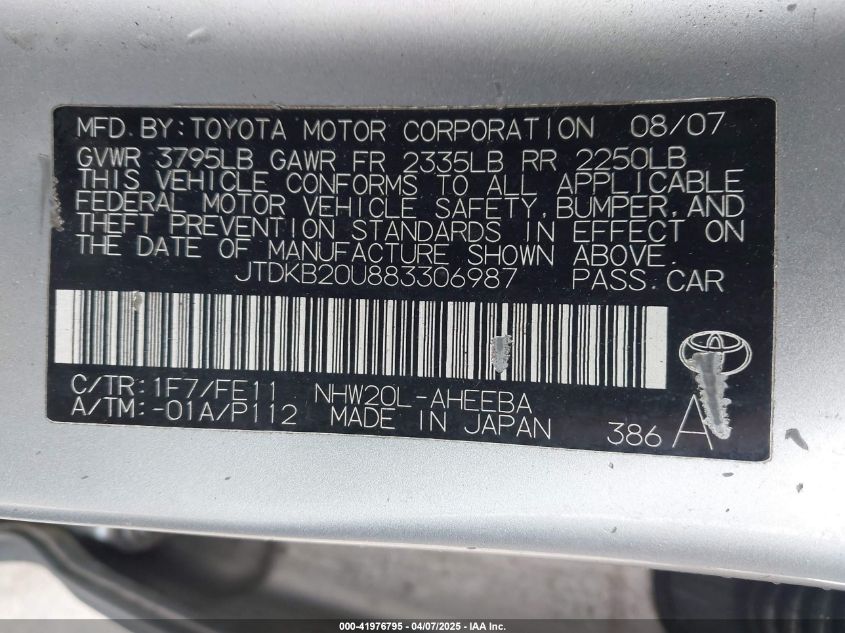 MFD.BY:TOYOTA MOTOR CORPORATION 08/07
GVWR 3795LB GAWR FR 2335LB RR 2250LB
THIS VEHICLE CONFORMS TO ALL APPLICABLE
FEDERAL MOTOR VEHICLE SAFETY,BUMPER,AND
THEFT PREVENTION STANDARDS IN EFFECT ON
THE DATE OF MANUFACTURE SHOWN ABOVE.
JTDKB20U883306987 PASS.CAR
C/TR:1F7/FE11 NHW20L-AHEEBA
A/TM:-01A/P112 MADE IN JAPAN
386 A
000-41976795 - 04/07/2025 - IAA Inc.